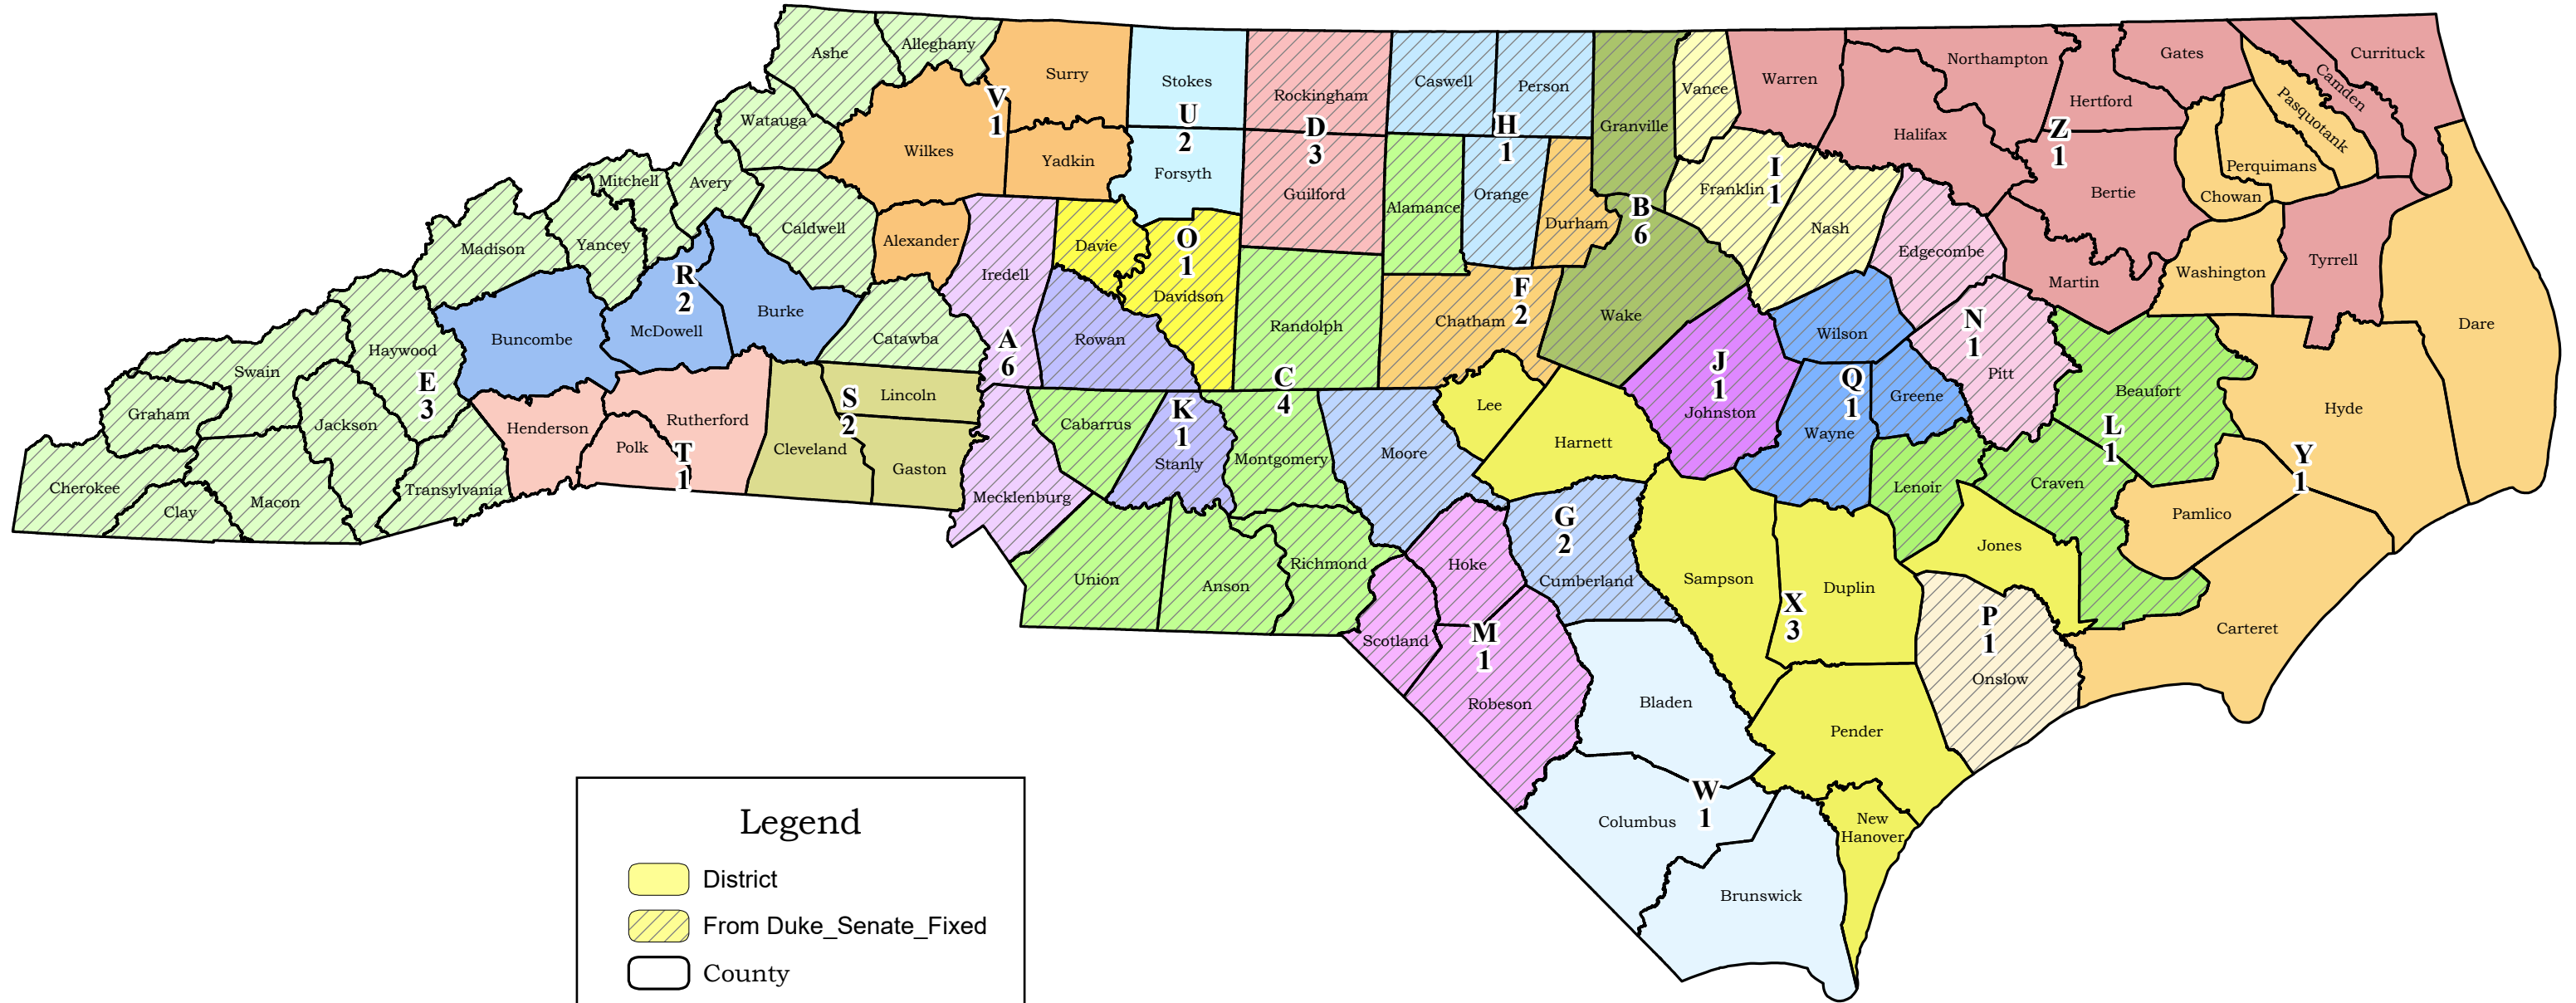 Ashe
Alleghany
Surry
Stokes
Rockingham
Caswell
Person
Granville
Vance
Warren
Northampton
Gates
Camden
Currituck
Hertford
Pasquotank
Halifax
Perquimans
Chowan
Bertie
Watauga
Wilkes
V
1
Yadkin
U
2
Forsyth
D
3
Guilford
H
1
Alamance
Orange
Durham
B
6
Franklin
I
1
Nash
Edgecombe
Z
1
Martin
Washington
Tyrrell
Dare
Mitchell
Avery
Caldwell
Alexander
Iredell
Davie
O
1
Davidson
Randolph
Chatham
F
2
Wake
Madison
Yancey
R
2
McDowell
Burke
Buncombe
Catawba
A
6
Rowan
C
4
J
1
Johnston
Wilson
N
1
Pitt
Beaufort
Hyde
Haywood
Swain
E
3
Graham
Jackson
Henderson
Rutherford
Polk
T
1
Lincoln
S
2
Cleveland
Gaston
Cabarrus
K
1
Stanly
Montgomery
Moore
Lee
Harnett
Q
1
Greene
Wayne
L
1
Y
1
Cherokee
Clay
Macon
Transylvania
Mecklenburg
Lenoir
Craven
Pamlico
Union
Anson
Richmond
Hoke
G
2
Cumberland
Sampson
Duplin
X
3
Jones
Scotland
M
1
Robeson
P
1
Onslow
Carteret
Bladen
Pender
W
1
Columbus
New
Hanover
Brunswick
Legend
District
From Duke_Senate_Fixed
County